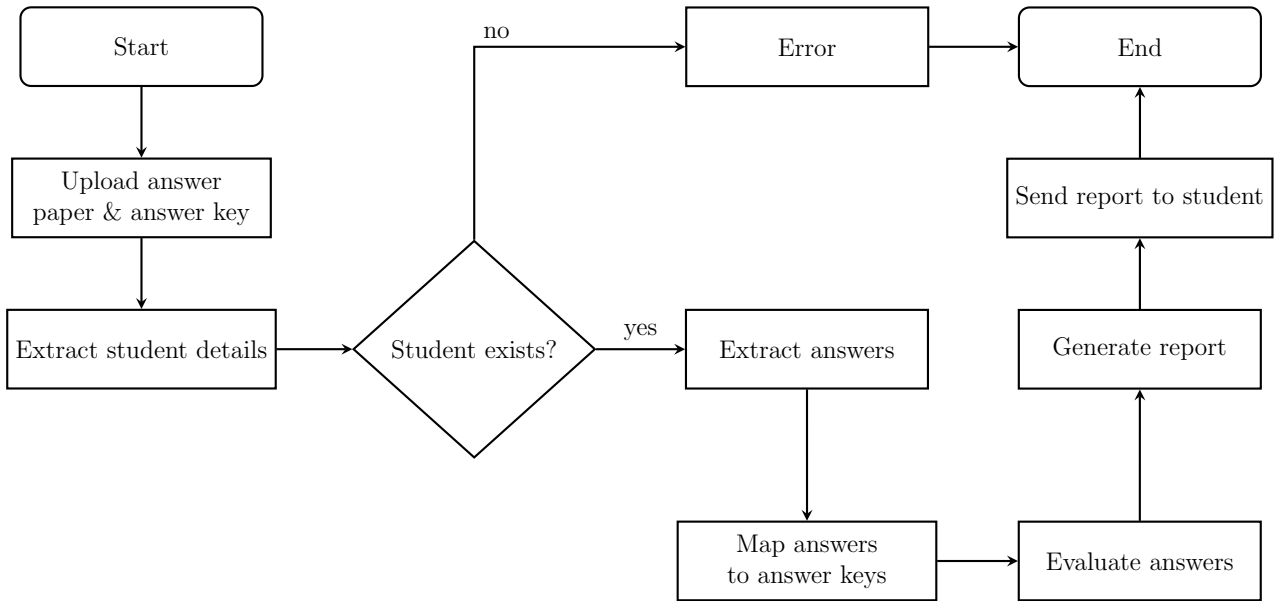 Start
no
Error
End
Upload answer
paper & answer key
Send report to student
Extract student details
Student exists?
yes
Extract answers
Generate report
Map answers
to answer keys
Evaluate answers